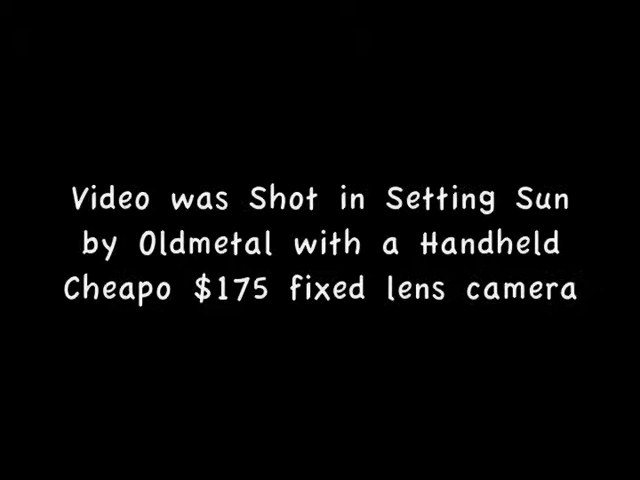 Video was Shot in Setting Sun
by Oldmetal with a Handheld
Cheapo $175 fixed lens camera